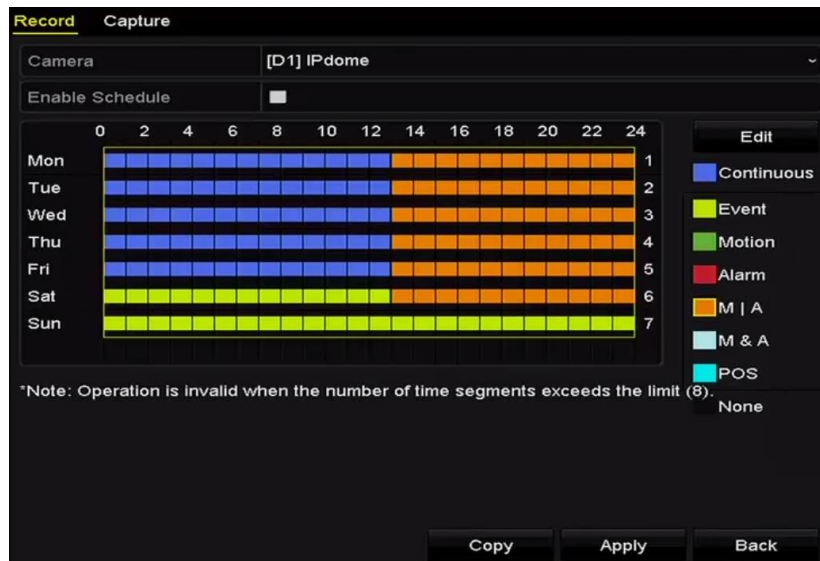 Record Capture
Camera [D1] IPdome
Enable Schedule
0 2 4 6 8 10 12 14 16 18 20 22 24
Edit
Mon 1
Continuous
Tue 2
Wed 3
Event
Thu 4
Motion
Fri 5
Alarm
Sat 6
M | A
Sun 7
M & A
POS
*Note: Operation is invalid when the number of time segments exceeds the limit (8).
None
Copy Apply Back